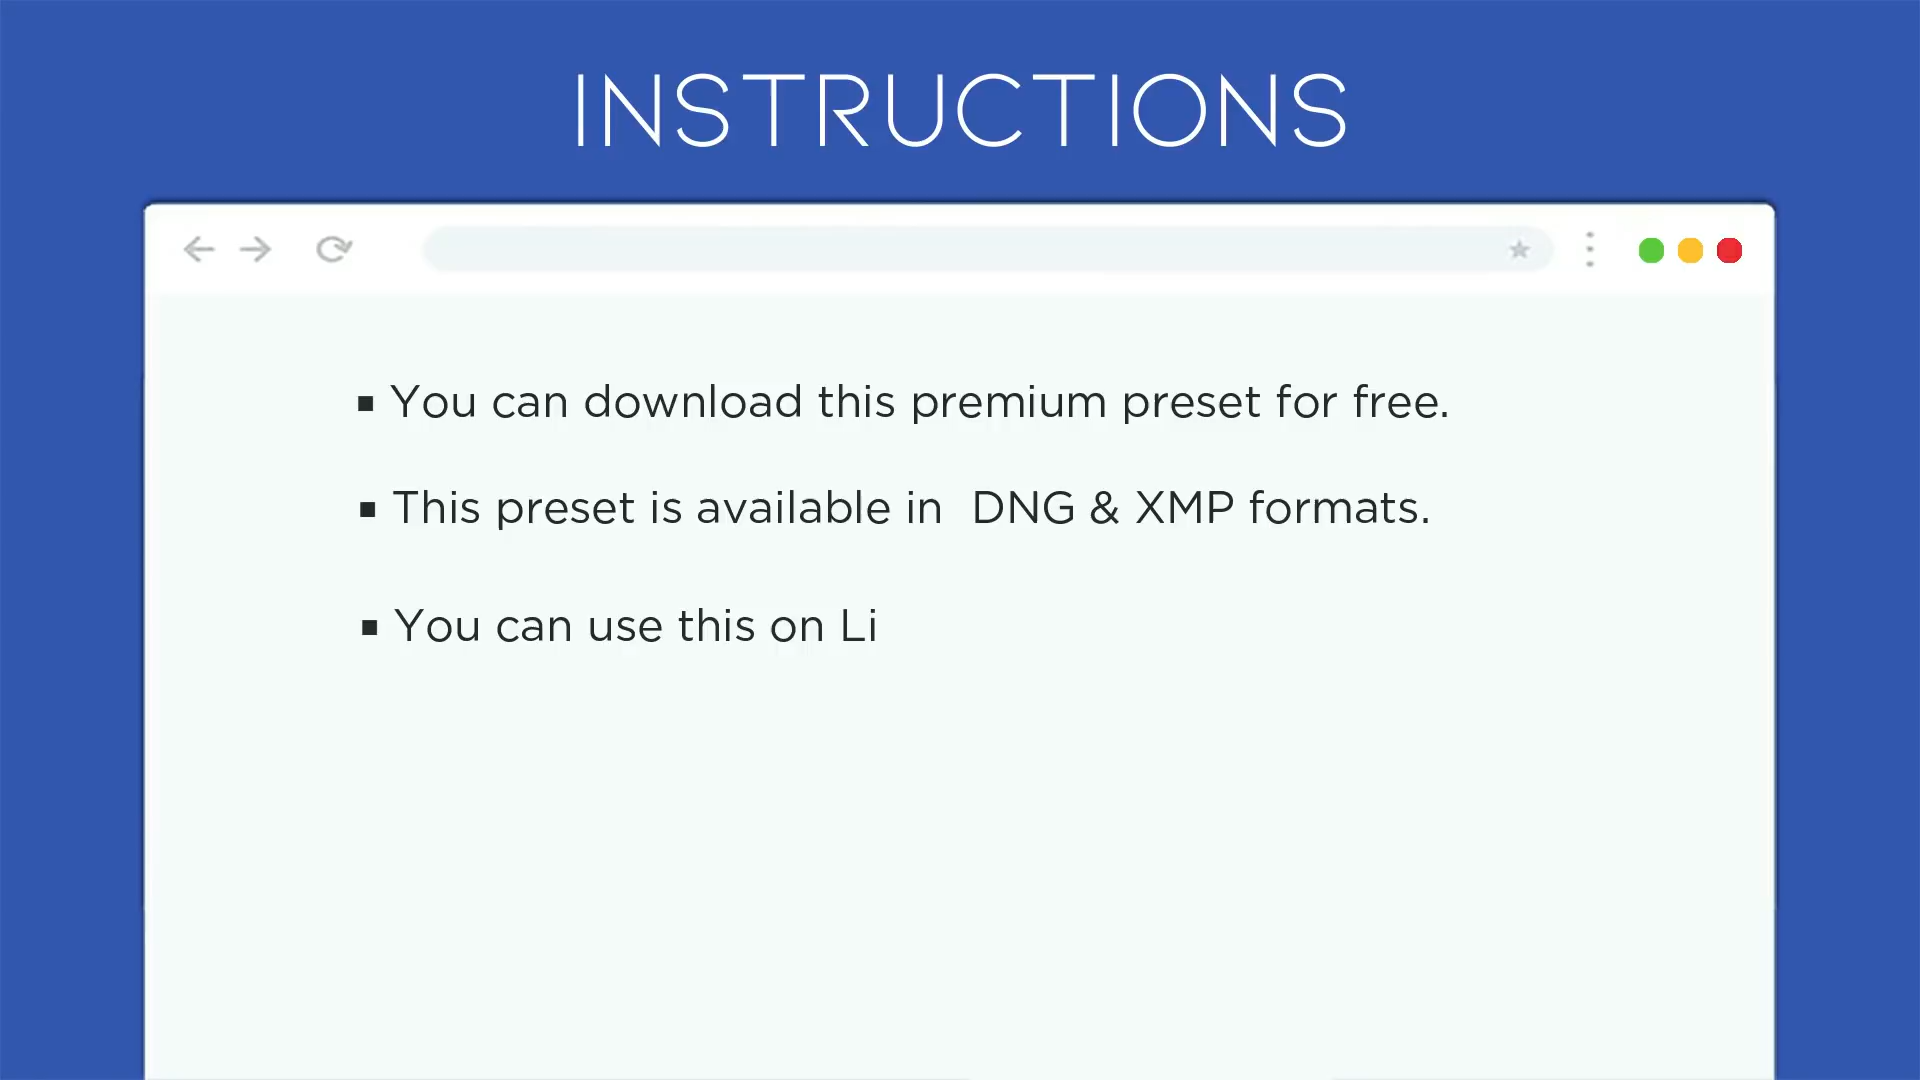 INSTRUCTIONS
▪ You can download this premium preset for free.
▪ This preset is available in  DNG & XMP formats.
▪ You can use this on Li